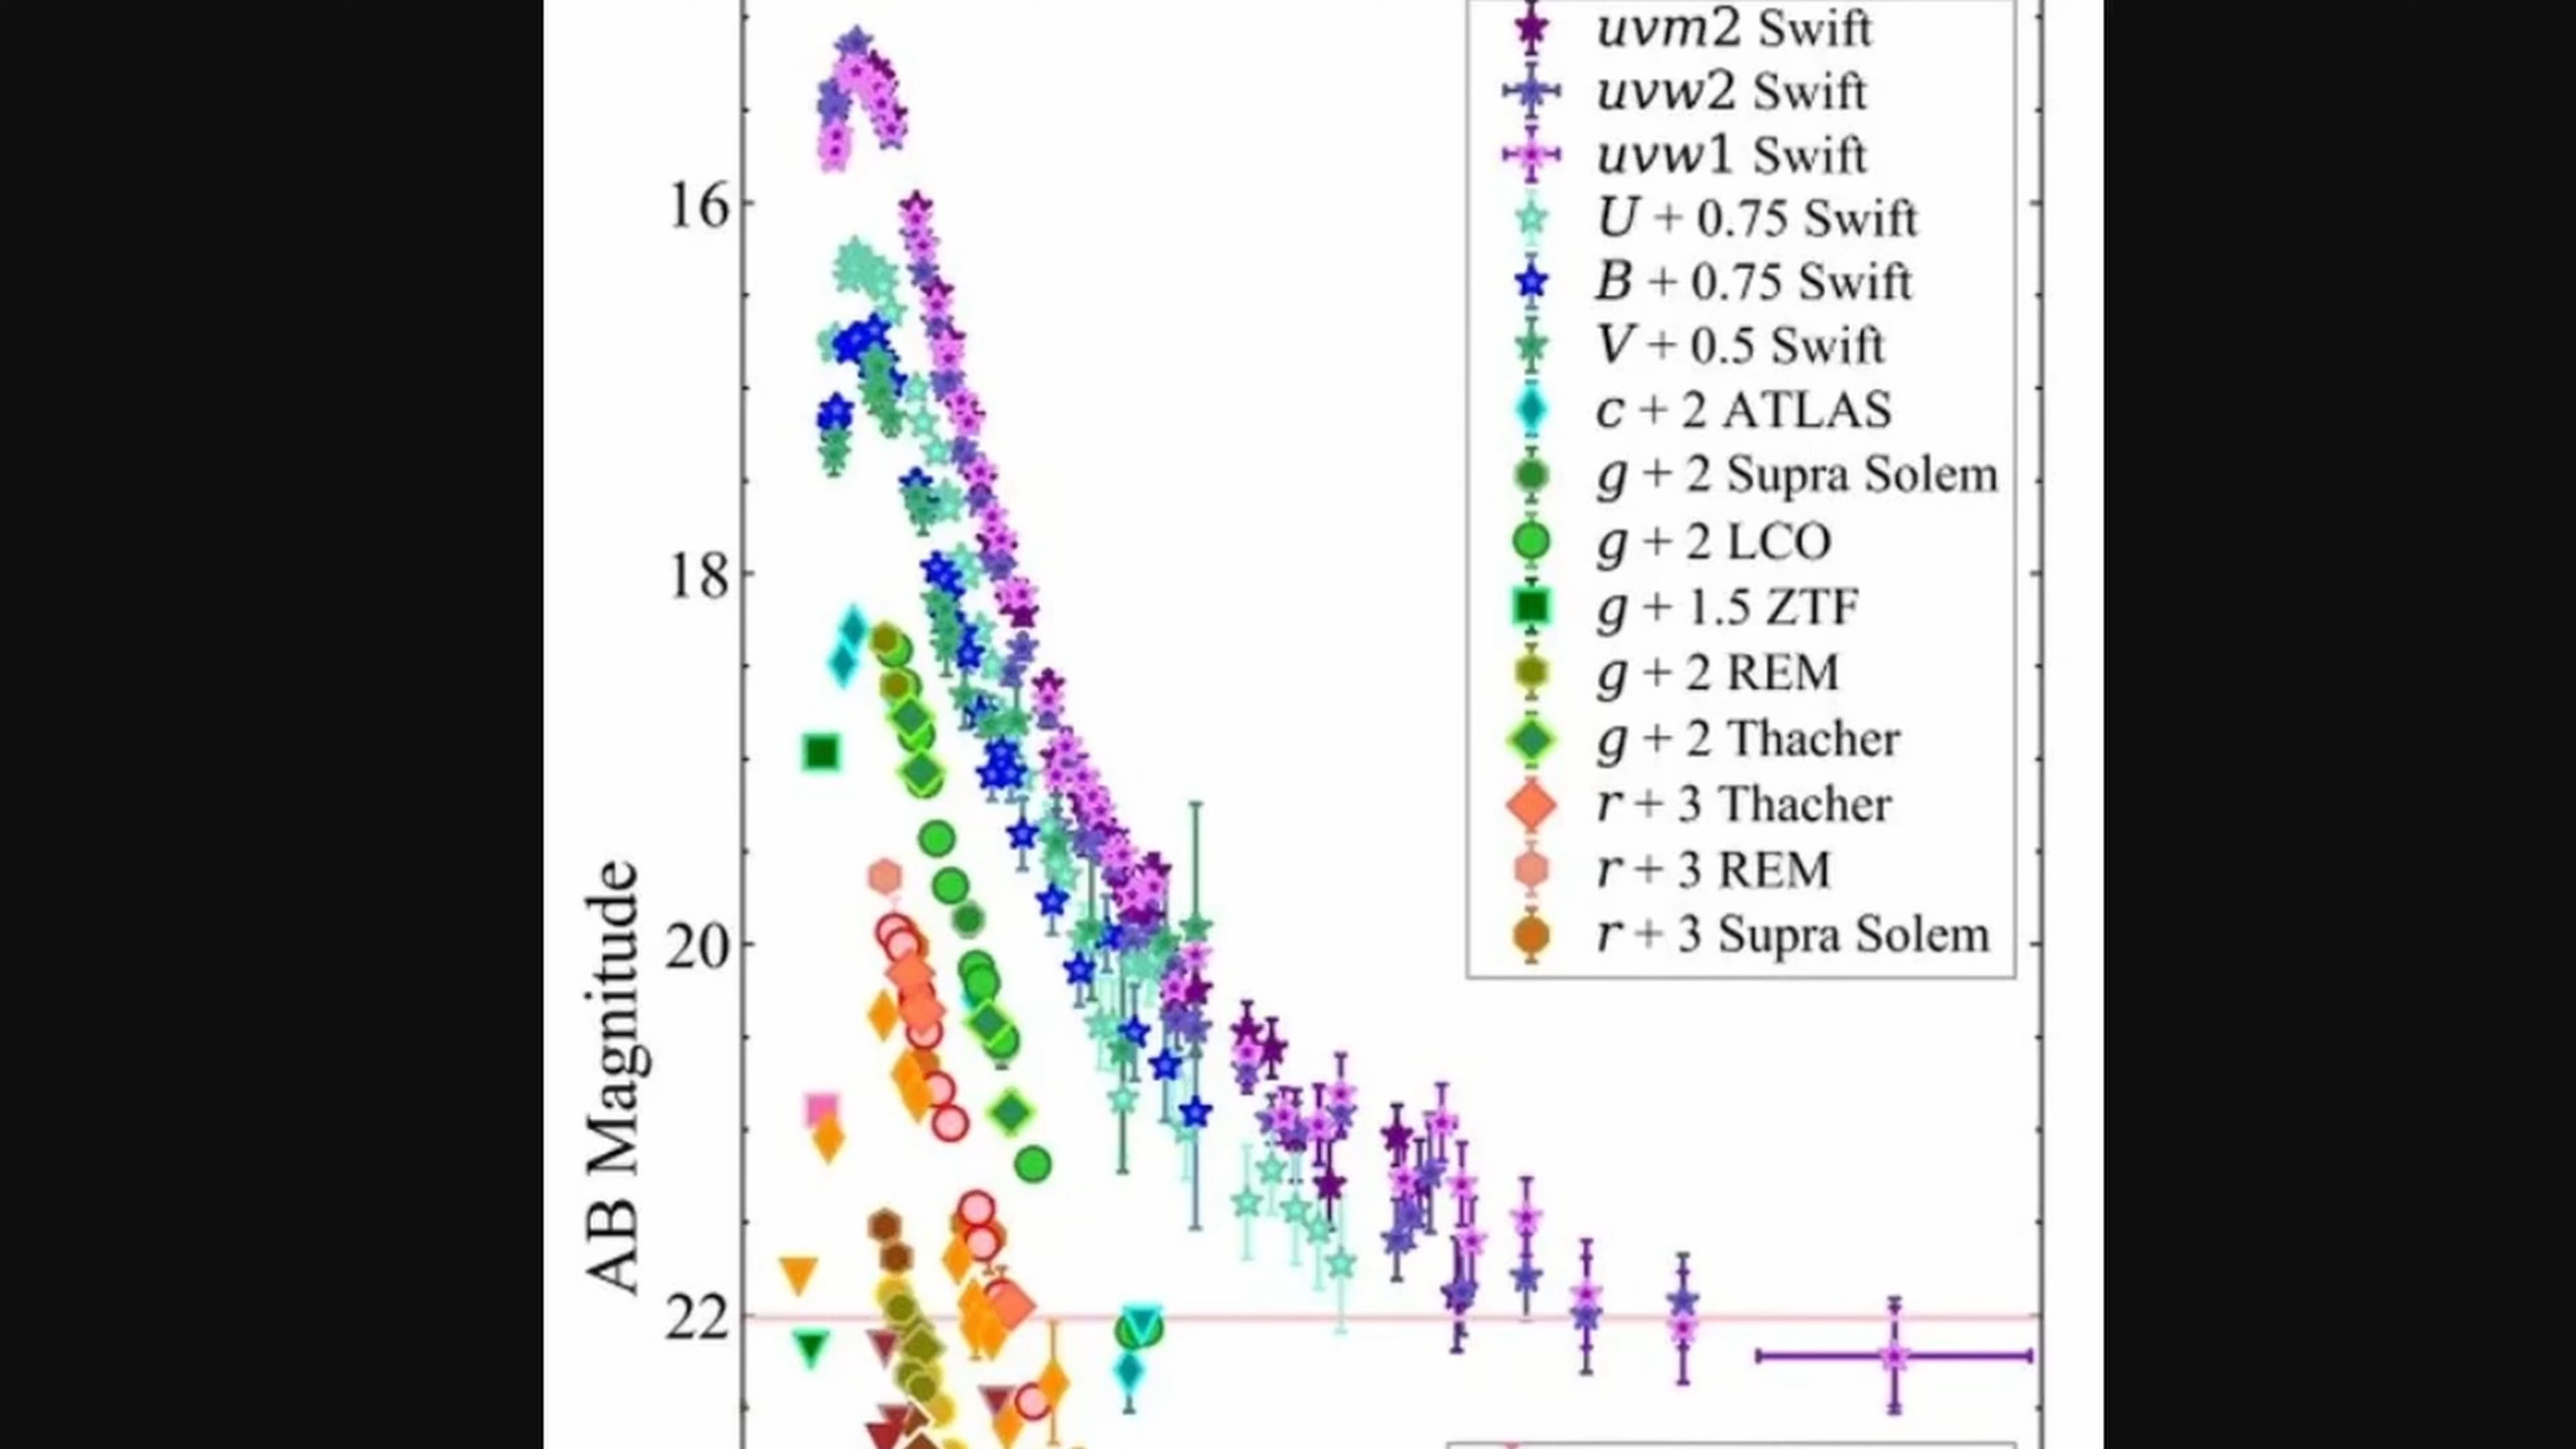 AB Magnitude
16
18
20
22
uvm2 Swift
uvw2 Swift
uvw1 Swift
U + 0.75 Swift
B + 0.75 Swift
V + 0.5 Swift
c + 2 ATLAS
g + 2 Supra Solem
g + 2 LCO
g + 1.5 ZTF
g + 2 REM
g + 2 Thacher
r + 3 Thacher
r + 3 REM
r + 3 Supra Solem